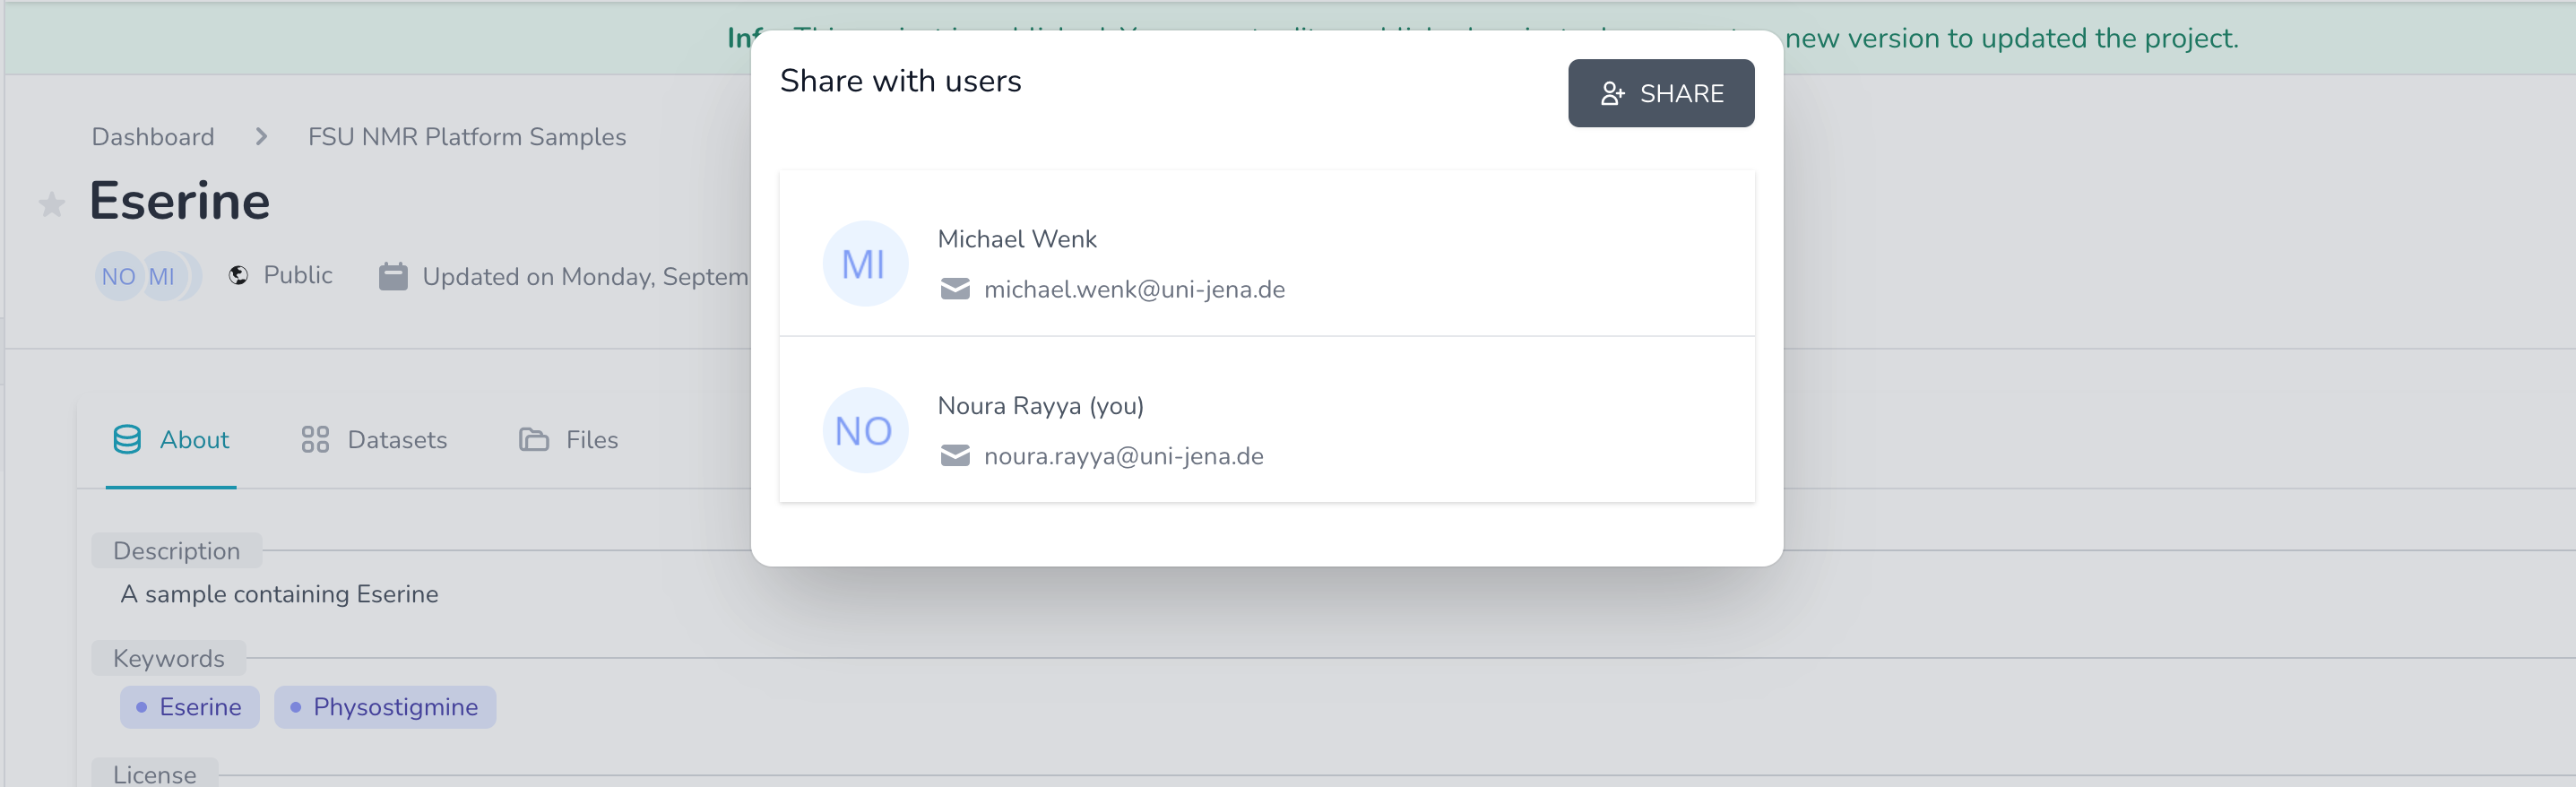 Inf
new version to updated the project.
Share with users
SHARE
Dashboard
FSU NMR Platform Samples
Eserine
NO MI
Public
Updated on Monday, Septem
MI
Michael Wenk
michael.wenk@uni-jena.de
NO
Noura Rayya (you)
noura.rayya@uni-jena.de
About
Datasets
Files
Description
A sample containing Eserine
Keywords
Eserine
Physostigmine
License